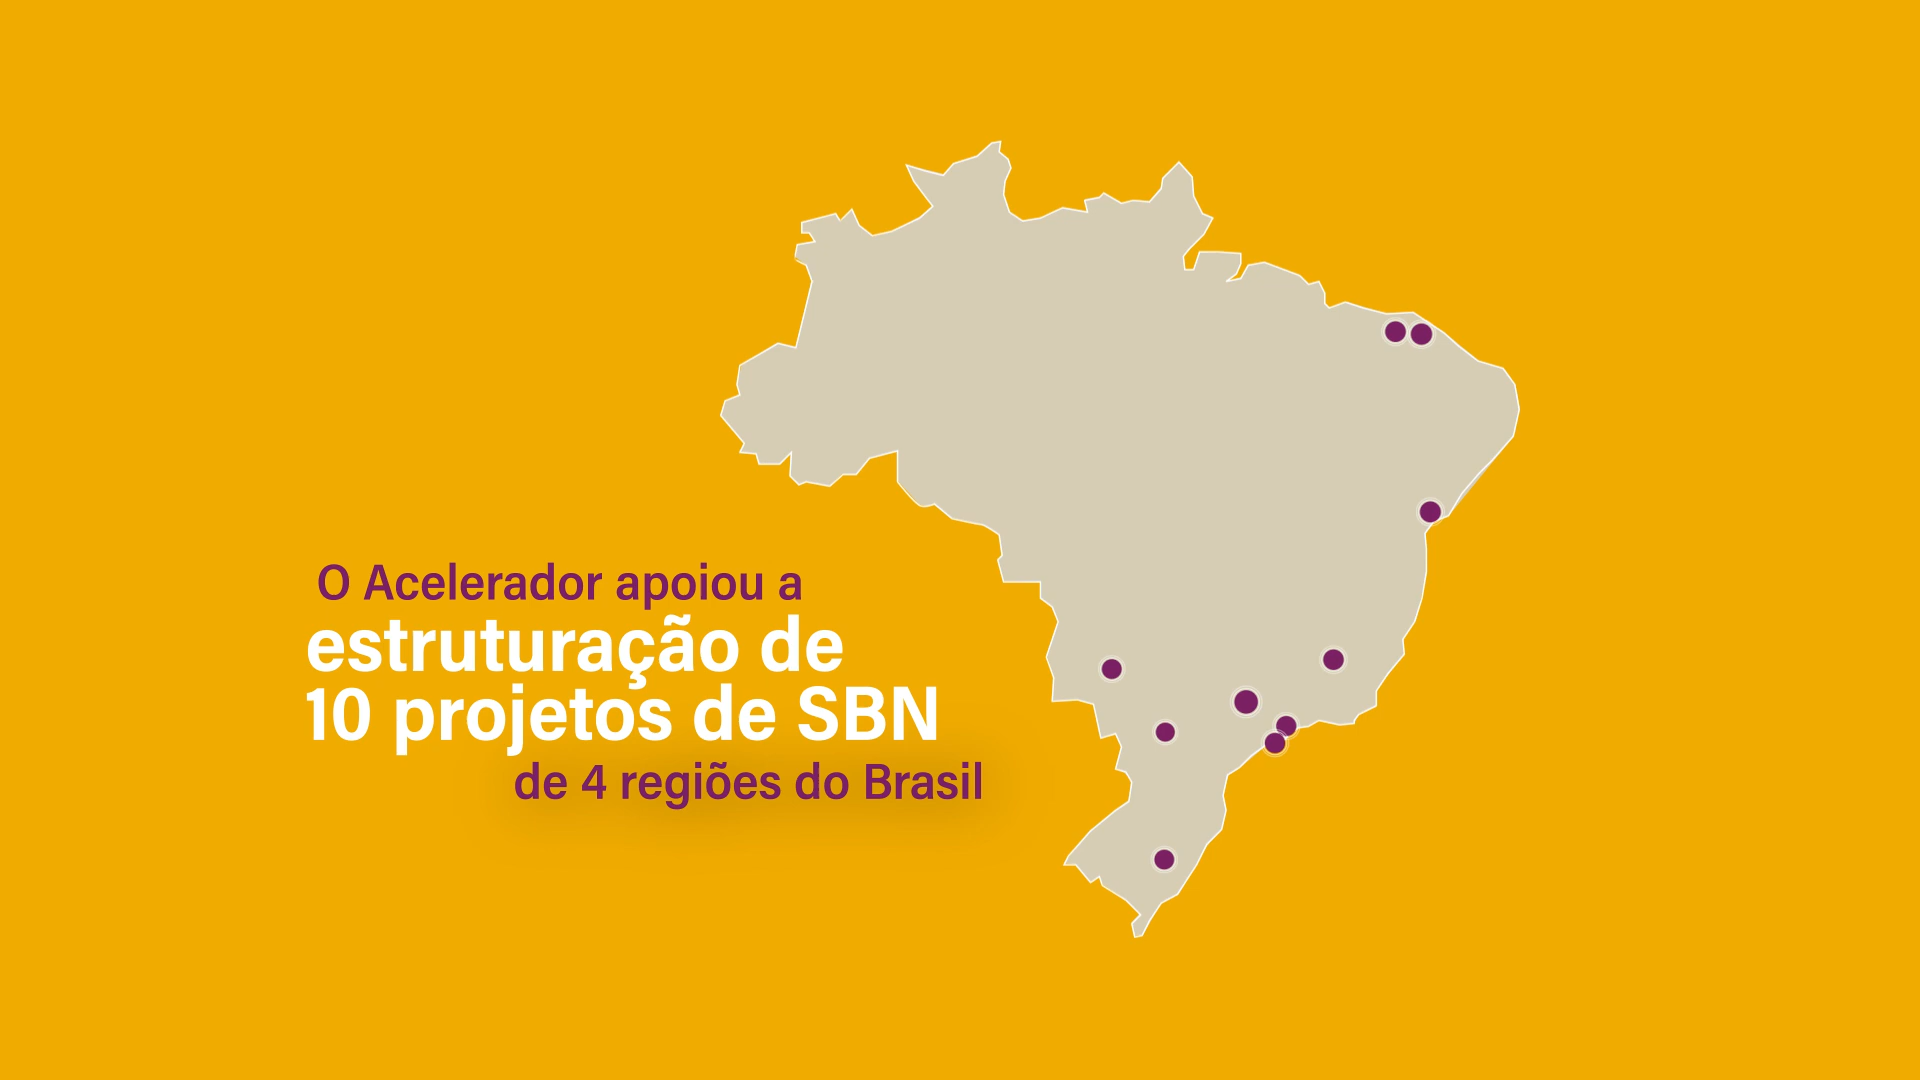 O Acelerador apoiou a
estruturação de
10 projetos de SBN
de 4 regiões do Brasil